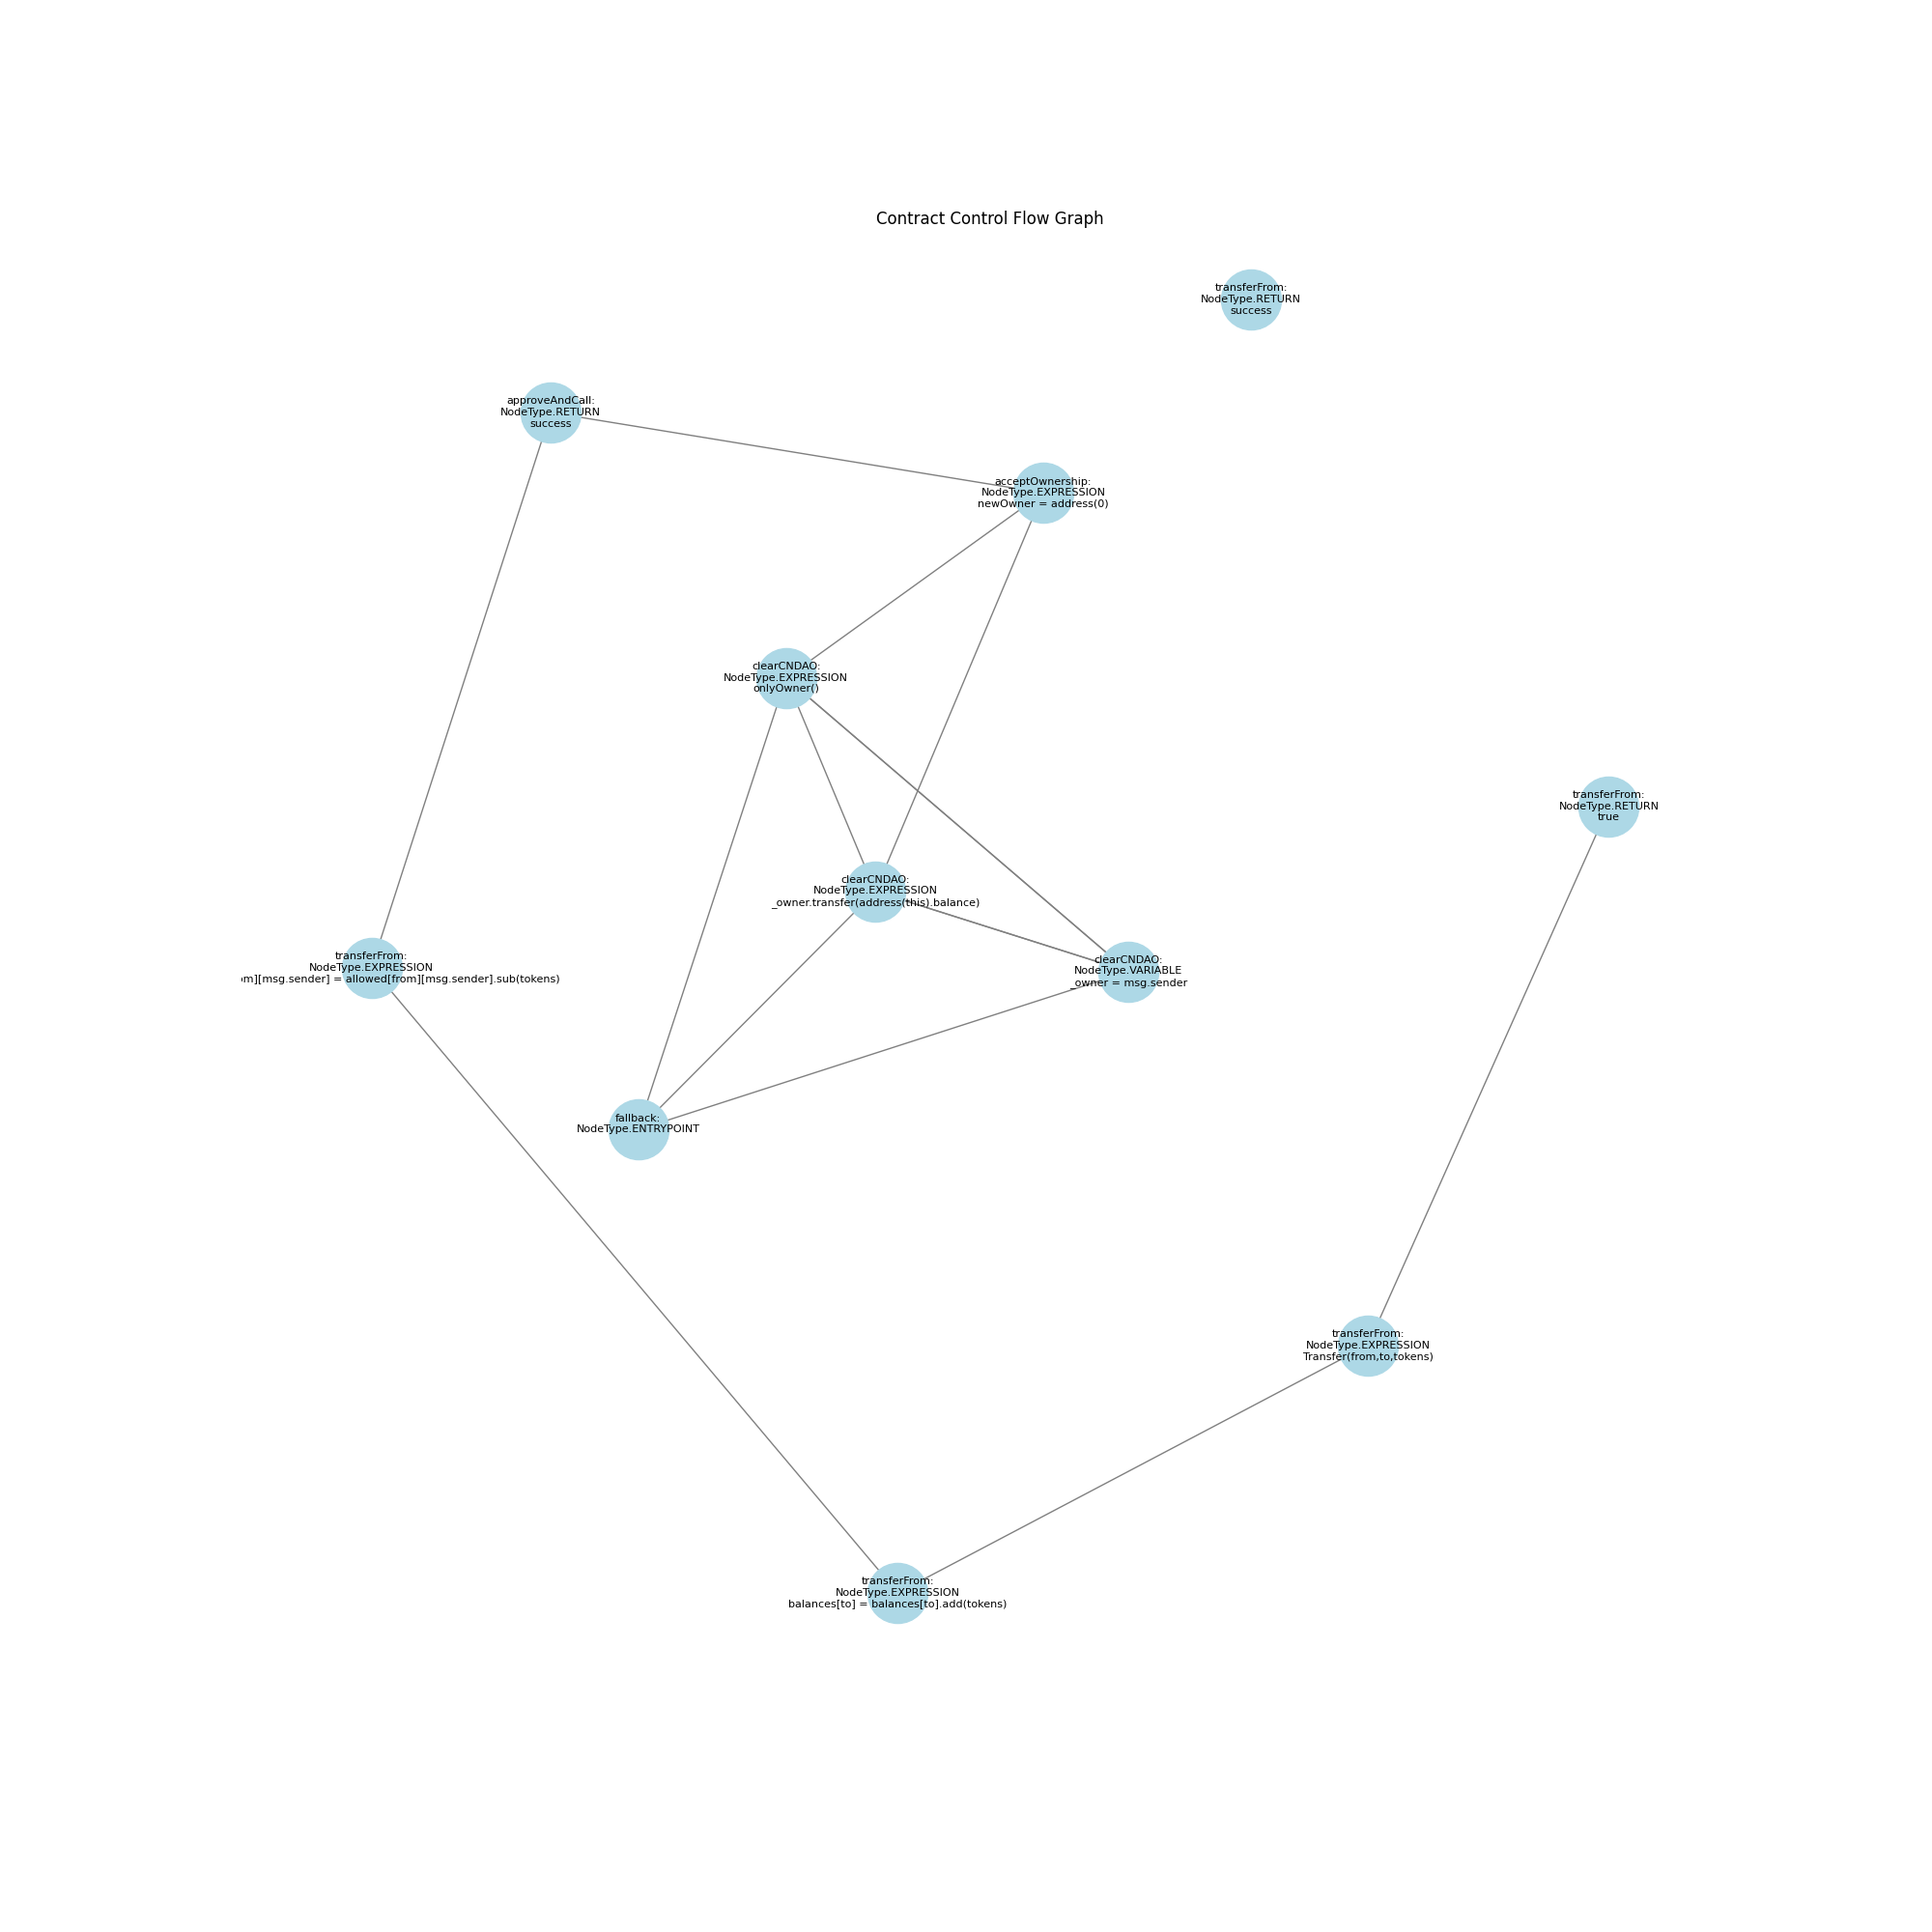 Contract Control Flow Graph
transferFrom:
NodeType.RETURN
success
approveAndCall:
NodeType.RETURN
success
acceptOwnership:
NodeType.EXPRESSION
newOwner = address(0)
clearCNDAO:
NodeType.EXPRESSION
onlyOwner()
transferFrom:
NodeType.RETURN
true
clearCNDAO:
NodeType.EXPRESSION
_owner.transfer(address(this).balance)
transferFrom:
NodeType.EXPRESSION
m][msg.sender] = allowed[from][msg.sender].sub(tokens)
clearCNDAO:
NodeType.VARIABLE
_owner = msg.sender
fallback:
NodeType.ENTRYPOINT
transferFrom:
NodeType.EXPRESSION
Transfer(from,to,tokens)
transferFrom:
NodeType.EXPRESSION
balances[to] = balances[to].add(tokens)